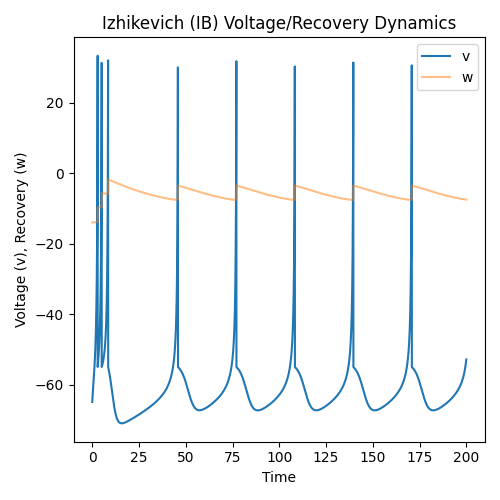 Izhikevich (IB) Voltage/Recovery Dynamics
v
w
20
0
−20
−40
−60
Voltage (v), Recovery (w)
0 25 50 75 100 125 150 175 200
Time